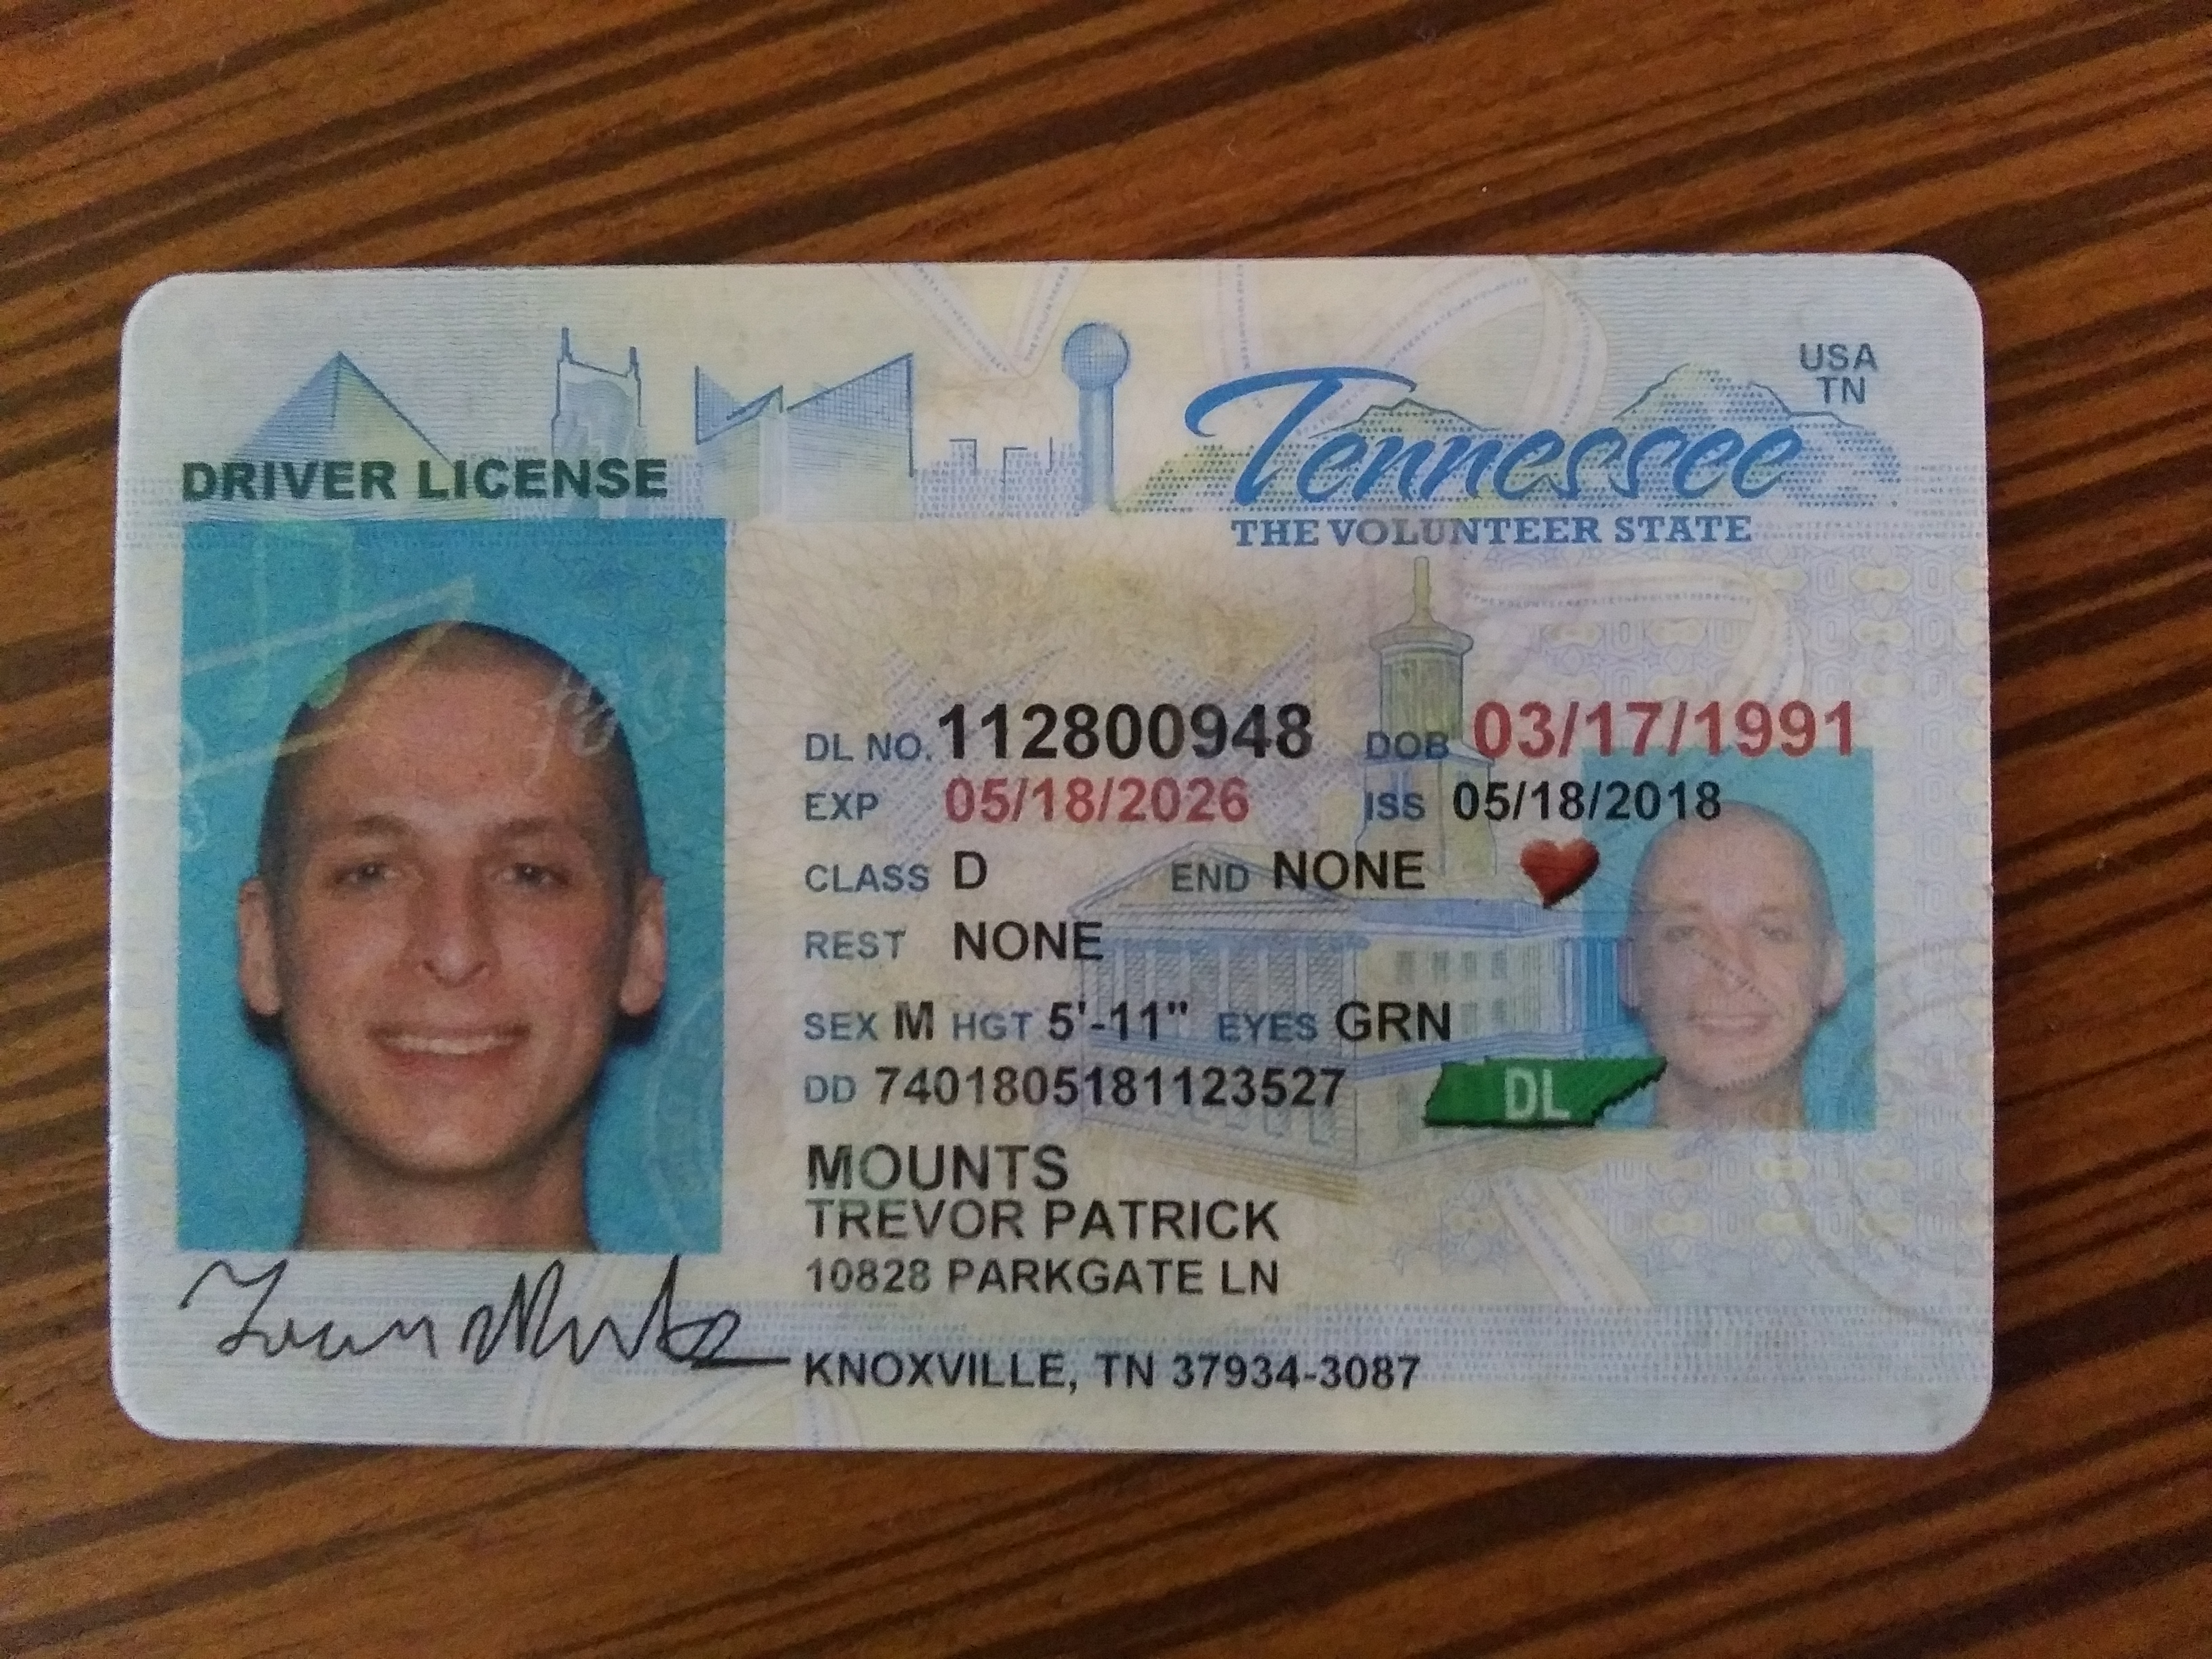 USA
TN
Tennessee
DRIVER LICENSE
THE VOLUNTEER STATE
DL NO. 112800948 DOB 03/17/1991
EXP 05/18/2026 ISS 05/18/2018
CLASS D END NONE
REST NONE
SEX M HGT 5'-11" EYES GRN
DD 7401805181123527
DL
MOUNTS
TREVOR PATRICK
10828 PARKGATE LN
KNOXVILLE, TN 37934-3087